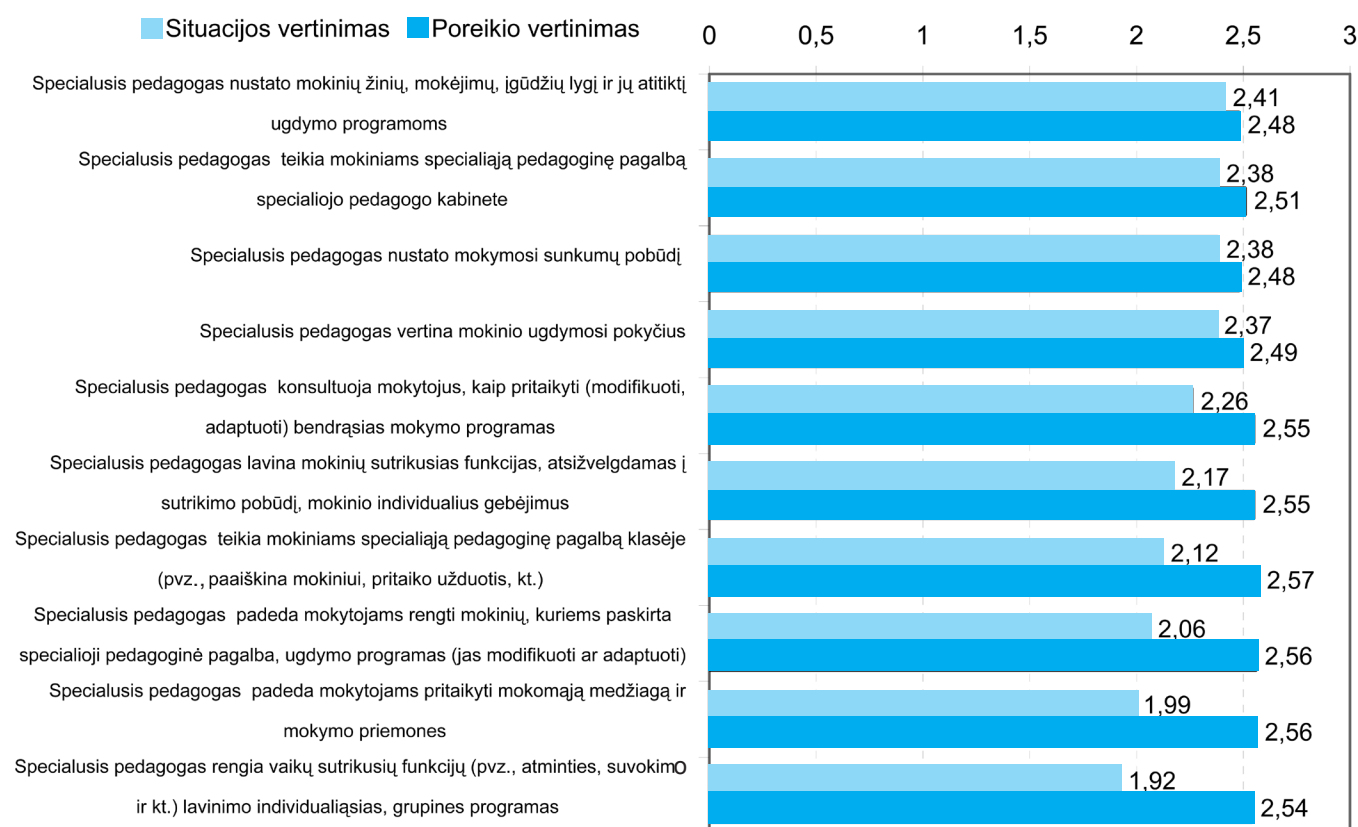 Situacijos vertinimas Poreikio vertinimas
0 0,5 1 1,5 2 2,5 3
Specialusis pedagogas nustato mokinių žinių, mokėjimų, įgūdžių lygį ir jų atitiktį
ugdymo programoms
2,41
2,48
Specialusis pedagogas teikia mokiniams specialiąją pedagoginę pagalbą
specialiojo pedagogo kabinete
2,38
2,51
Specialusis pedagogas nustato mokymosi sunkumų pobūdį
2,38
2,48
Specialusis pedagogas vertina mokinio ugdymosi pokyčius
2,37
2,49
Specialusis pedagogas konsultuoja mokytojus, kaip pritaikyti (modifikuoti,
adaptuoti) bendrąsias mokymo programas
2,26
2,55
Specialusis pedagogas lavina mokinių sutrikusias funkcijas, atsižvelgdamas į
sutrikimo pobūdį, mokinio individualius gebėjimus
2,17
2,55
Specialusis pedagogas teikia mokiniams specialiąją pedagoginę pagalbą klasėje
(pvz., paaiškina mokiniui, pritaiko užduotis, kt.)
2,12
2,57
Specialusis pedagogas padeda mokytojams rengti mokinių, kuriems paskirta
specialioji pedagoginė pagalba, ugdymo programas (jas modifikuoti ar adaptuoti)
2,06
2,56
Specialusis pedagogas padeda mokytojams pritaikyti mokomąją medžiagą ir
mokymo priemones
1,99
2,56
Specialusis pedagogas rengia vaikų sutrikusių funkcijų (pvz., atminties, suvokimo
ir kt.) lavinimo individualiąsias, grupines programas
1,92
2,54